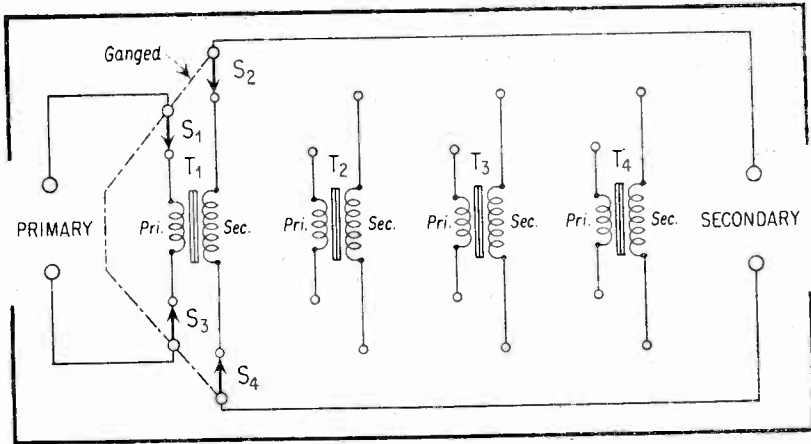 Ganged
S2
S1
T1
T2
T3
T4
PRIMARY
Pri.
Sec.
Pri.
Sec.
Pri.
Sec.
Pri.
Sec.
SECONDARY
S3
S4